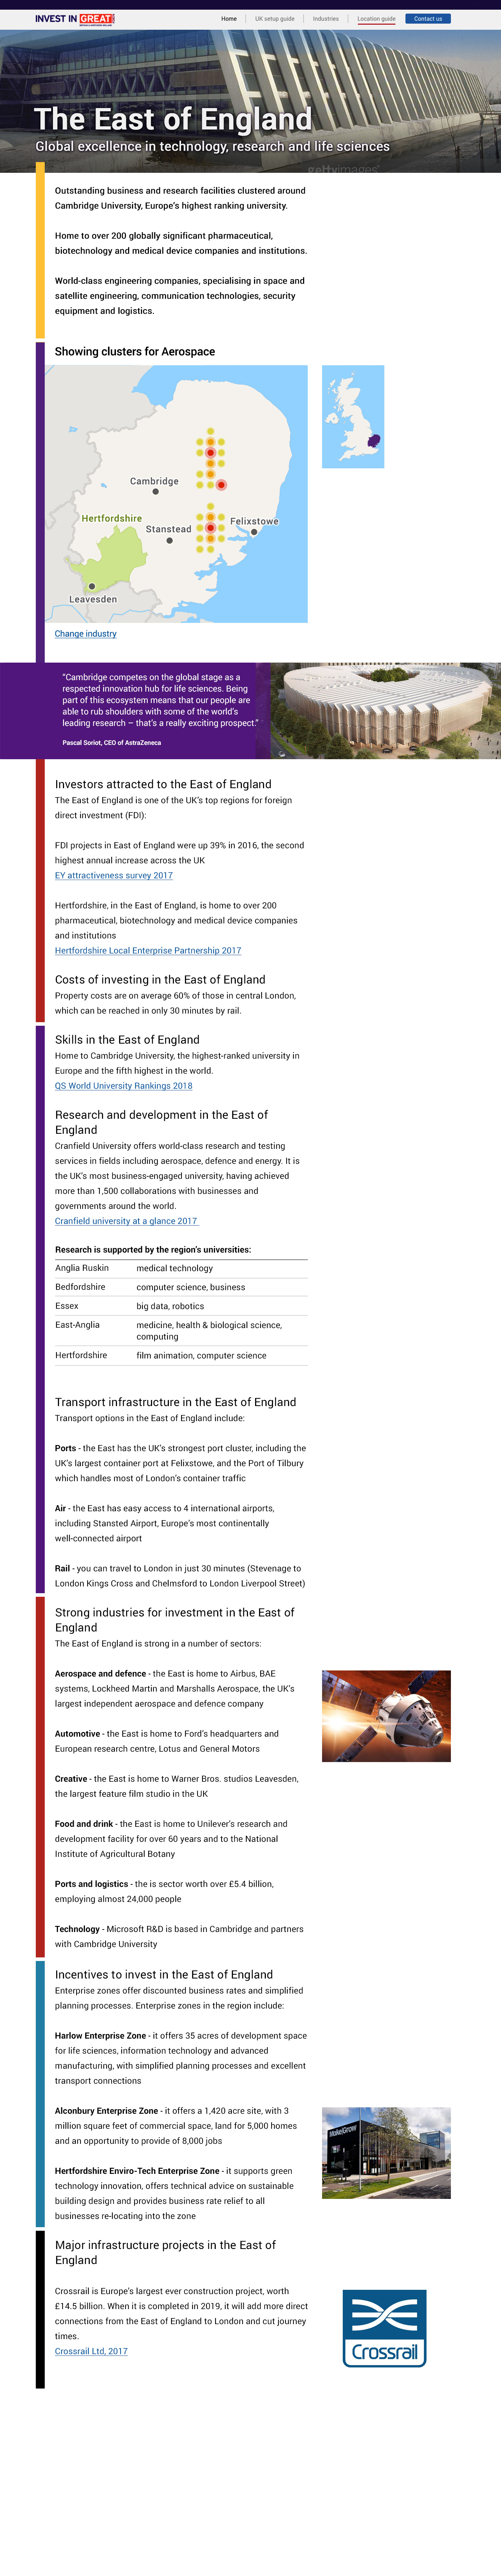 INVEST IN GREAT
Home
UK setup guide
Industries
Location guide
Contact us
The East of England
Global excellence in technology, research and life sciences
gettyimages
Outstanding business and research facilities clustered around
Cambridge University, Europe's highest ranking university.
Home to over 200 globally significant pharmaceutical,
biotechnology and medical device companies and institutions.
World-class engineering companies, specialising in space and
satellite engineering, communication technologies, security
equipment and logistics.
Showing clusters for Aerospace
Cambridge
Hertfordshire
Stanstead
Felixstowe
Leavesden
Change industry
“Cambridge competes on the global stage as a
respected innovation hub for life sciences. Being
part of this ecosystem means that our people are
able to rub shoulders with some of the world's
leading research – that's a really exciting prospect.”
Pascal Soriot, CEO of AstraZeneca
Investors attracted to the East of England
The East of England is one of the UK's top regions for foreign
direct investment (FDI):
FDI projects in East of England were up 39% in 2016, the second
highest annual increase across the UK
EY attractiveness survey 2017
Hertfordshire, in the East of England, is home to over 200
pharmaceutical, biotechnology and medical device companies
and institutions
Hertfordshire Local Enterprise Partnership 2017
Costs of investing in the East of England
Property costs are on average 60% of those in central London,
which can be reached in only 30 minutes by rail.
Skills in the East of England
Home to Cambridge University, the highest-ranked university in
Europe and the fifth highest in the world.
QS World University Rankings 2018
Research and development in the East of
England
Cranfield University offers world-class research and testing
services in fields including aerospace, defence and energy. It is
the UK's most business-engaged university, having achieved
more than 1,500 collaborations with businesses and
governments around the world.
Cranfield university at a glance 2017
Research is supported by the region's universities:
Anglia Ruskin medical technology
Bedfordshire computer science, business
Essex big data, robotics
East-Anglia medicine, health & biological science,
computing
Hertfordshire film animation, computer science
Transport infrastructure in the East of England
Transport options in the East of England include:
Ports - the East has the UK's strongest port cluster, including the
UK's largest container port at Felixstowe, and the Port of Tilbury
which handles most of London's container traffic
Air - the East has easy access to 4 international airports,
including Stansted Airport, Europe's most continentally
well-connected airport
Rail - you can travel to London in just 30 minutes (Stevenage to
London Kings Cross and Chelmsford to London Liverpool Street)
Strong industries for investment in the East of
England
The East of England is strong in a number of sectors:
Aerospace and defence - the East is home to Airbus, BAE
systems, Lockheed Martin and Marshalls Aerospace, the UK's
largest independent aerospace and defence company
Automotive - the East is home to Ford's headquarters and
European research centre, Lotus and General Motors
Creative - the East is home to Warner Bros. studios Leavesden,
the largest feature film studio in the UK
Food and drink - the East is home to Unilever's research and
development facility for over 60 years and to the National
Institute of Agricultural Botany
Ports and logistics - the is sector worth over £5.4 billion,
employing almost 24,000 people
Technology - Microsoft R&D is based in Cambridge and partners
with Cambridge University
Incentives to invest in the East of England
Enterprise zones offer discounted business rates and simplified
planning processes. Enterprise zones in the region include:
Harlow Enterprise Zone - it offers 35 acres of development space
for life sciences, information technology and advanced
manufacturing, with simplified planning processes and excellent
transport connections
Alconbury Enterprise Zone - it offers a 1,420 acre site, with 3
million square feet of commercial space, land for 5,000 homes
and an opportunity to provide of 8,000 jobs
Hertfordshire Enviro-Tech Enterprise Zone - it supports green
technology innovation, offers technical advice on sustainable
building design and provides business rate relief to all
businesses re-locating into the zone
Major infrastructure projects in the East of
England
Crossrail is Europe's largest ever construction project, worth
£14.5 billion. When it is completed in 2019, it will add more direct
connections from the East of England to London and cut journey
times.
Crossrail Ltd, 2017
Crossrail